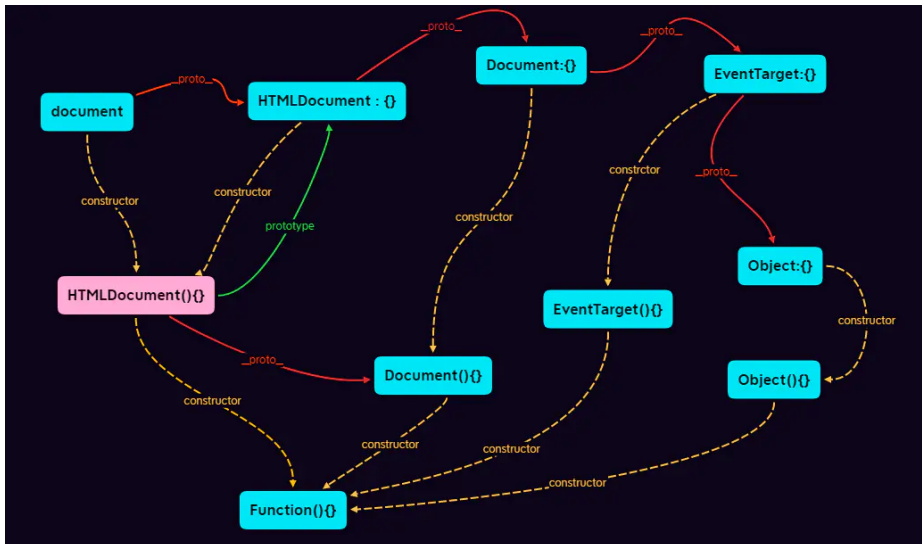 _proto_
_proto_
Document:{}
EventTarget:{}
_proto_
HTMLDocument : {}
document
constructor
constructor
constrctor
_proto_
constructor
prototype
Object:{}
HTMLDocument(){}
EventTarget(){}
constructor
_proto_
Document(){}
Object(){}
constructor
constructor
constructor
constructor
Function(){}